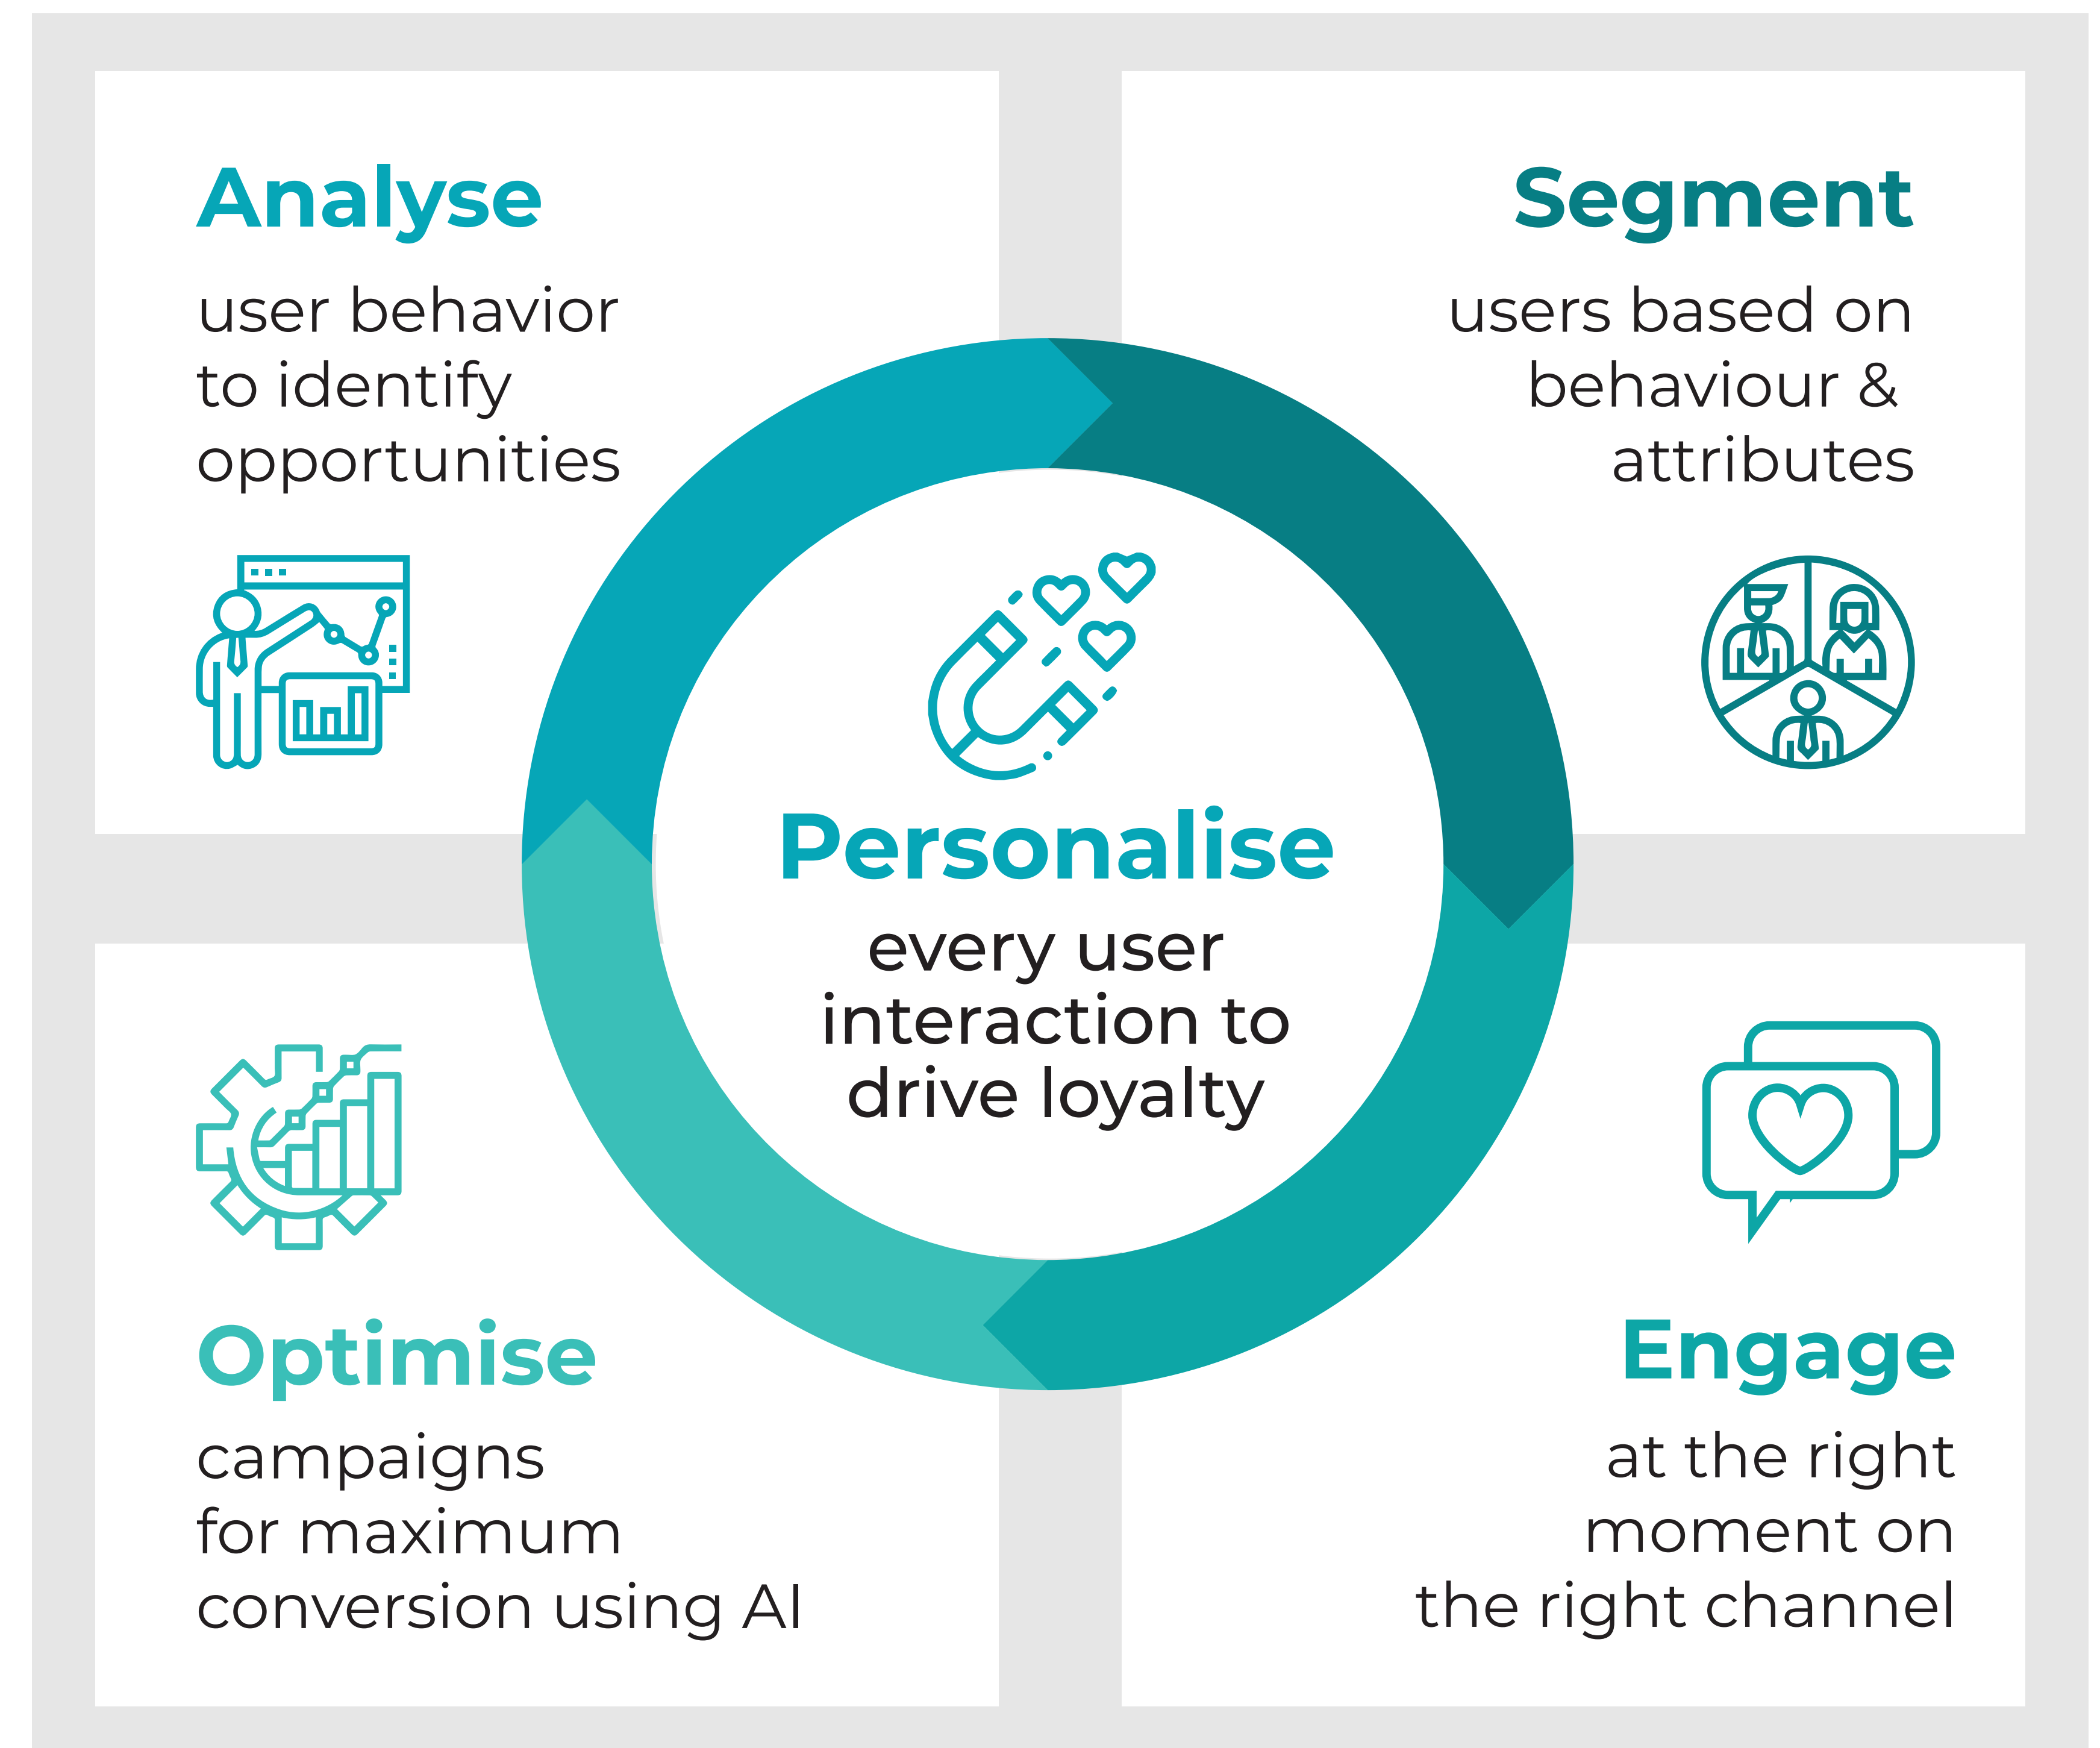 Analyse
user behavior
to identify
opportunities
Segment
users based on
behaviour &
attributes
Personalise
every user
interaction to
drive loyalty
Optimise
campaigns
for maximum
conversion using AI
Engage
at the right
moment on
the right channel